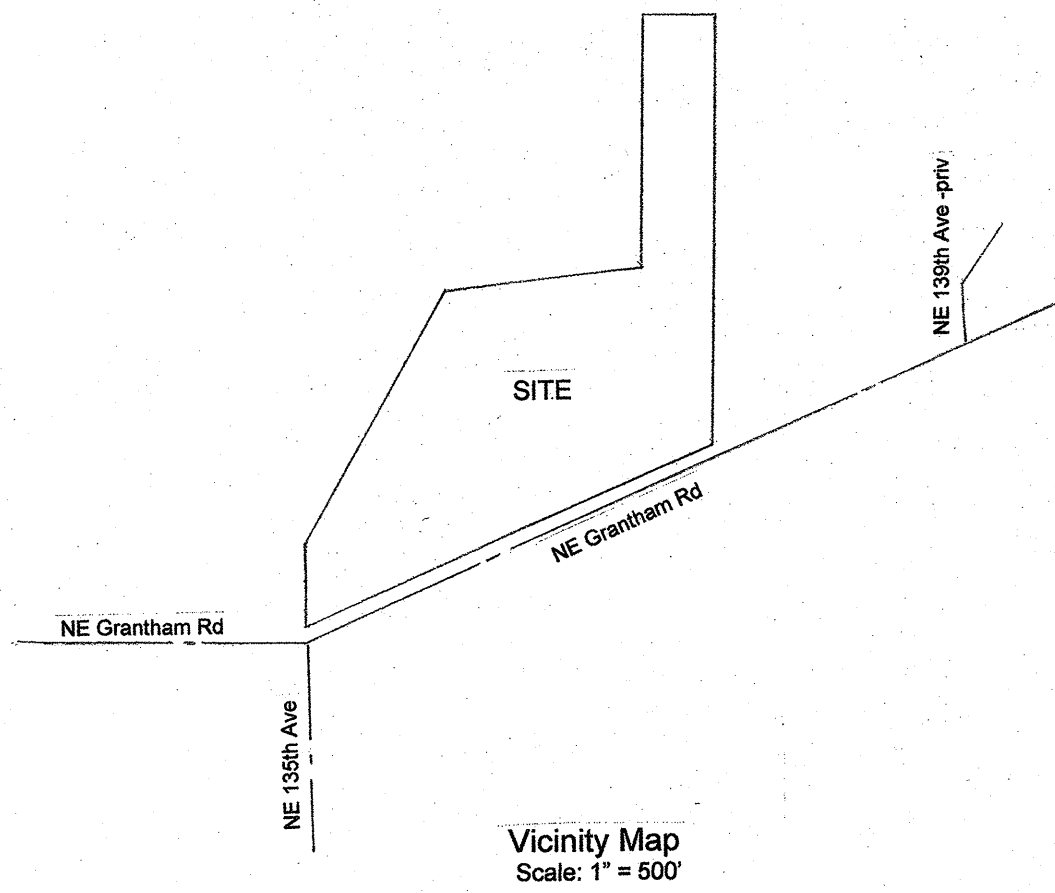 NE 139th Ave -priv
SITE
NE Grantham Rd
NE Grantham Rd
NE 135th Ave
Vicinity Map
Scale: 1" = 500'